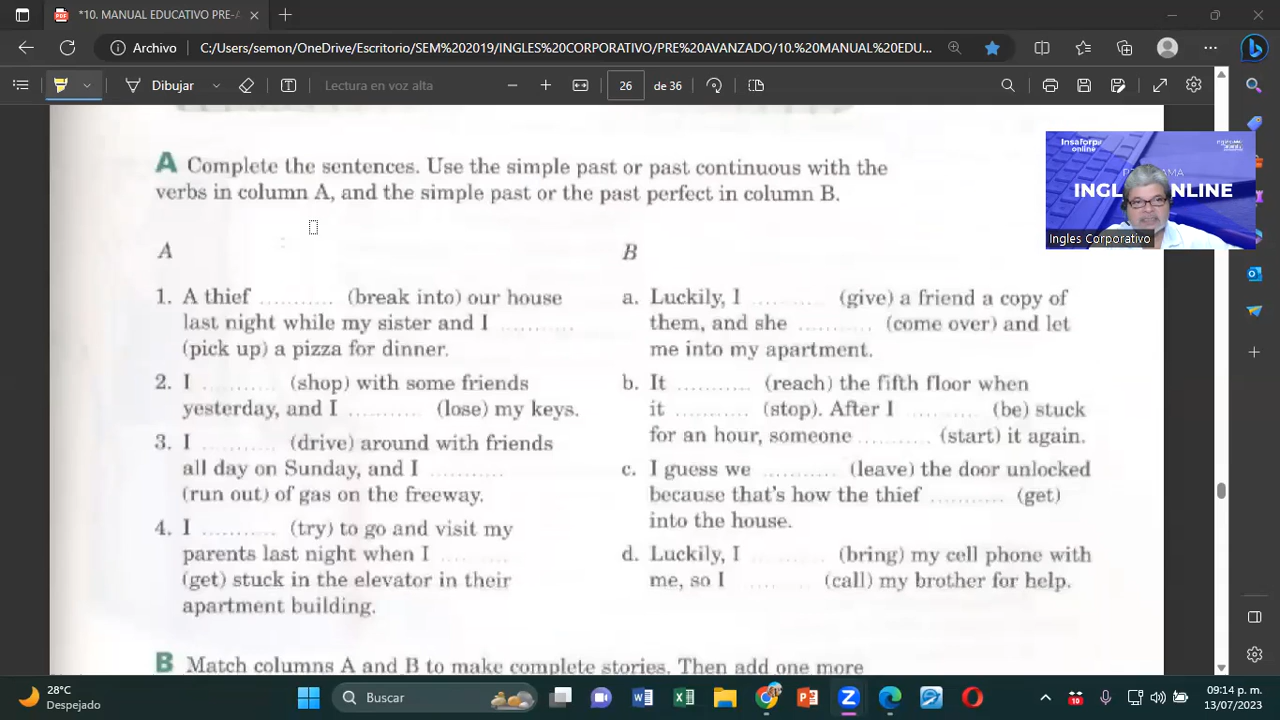 *10. MANUAL EDUCATIVO PRE-A
Archivo
C:/Users/semon/OneDrive/Escritorio/SEM%202019/INGLES%20CORPORATIVO/PRE%20AVANZADO/10.%20MANUAL%20EDU...
Dibujar
Lectura en voz alta
26
de 36
A Complete the sentences. Use the simple past or past continuous with the
verbs in column A, and the simple past or the past perfect in column B.
A
1. A thief .......... (break into) our house
last night while my sister and I ..........
(pick up) a pizza for dinner.
2. I .......... (shop) with some friends
yesterday, and I .......... (lose) my keys.
3. I .......... (drive) around with friends
all day on Sunday, and I ..........
(run out) of gas on the freeway.
4. I .......... (try) to go and visit my
parents last night when I ..........
(get) stuck in the elevator in their
apartment building.
B
a. Luckily, I .......... (give) a friend a copy of
them, and she .......... (come over) and let
me into my apartment.
b. It .......... (reach) the fifth floor when
it .......... (stop). After I .......... (be) stuck
for an hour, someone .......... (start) it again.
c. I guess we .......... (leave) the door unlocked
because that's how the thief .......... (get)
into the house.
d. Luckily, I .......... (bring) my cell phone with
me, so I .......... (call) my brother for help.
B Match columns A and B to make complete stories. Then add one more
Insaforp
online
INGL NLINE
Ingles Corporativo
28°C
Despejado
Buscar
10
09:14 p. m.
13/07/2023